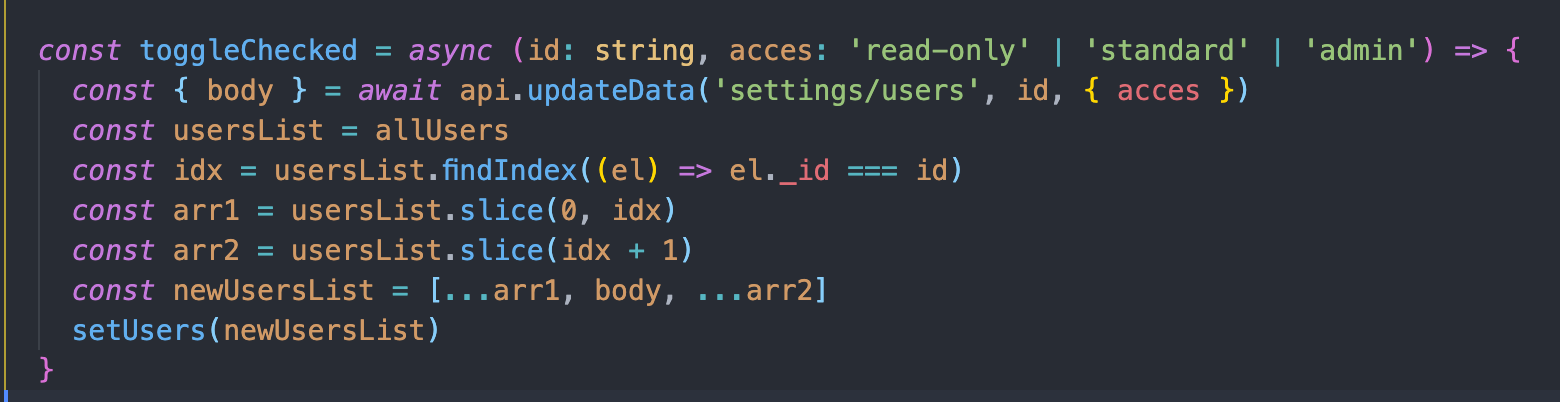 const toggleChecked = async (id: string, acces: 'read-only' | 'standard' | 'admin') => {
  const { body } = await api.updateData('settings/users', id, { acces })
  const usersList = allUsers
  const idx = usersList.findIndex((el) => el._id === id)
  const arr1 = usersList.slice(0, idx)
  const arr2 = usersList.slice(idx + 1)
  const newUsersList = [...arr1, body, ...arr2]
  setUsers(newUsersList)
}